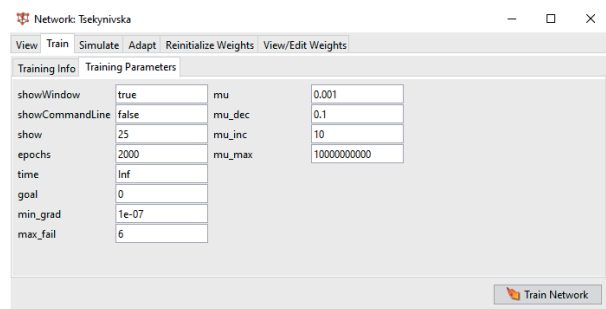 Network: Tsekynivska
View Train Simulate Adapt Reinitialize Weights View/Edit Weights
Training Info Training Parameters
showWindow true mu 0.001
showCommandLine false mu_dec 0.1
show 25 mu_inc 10
epochs 2000 mu_max 10000000000
time Inf
goal 0
min_grad 1e-07
max_fail 6
Train Network